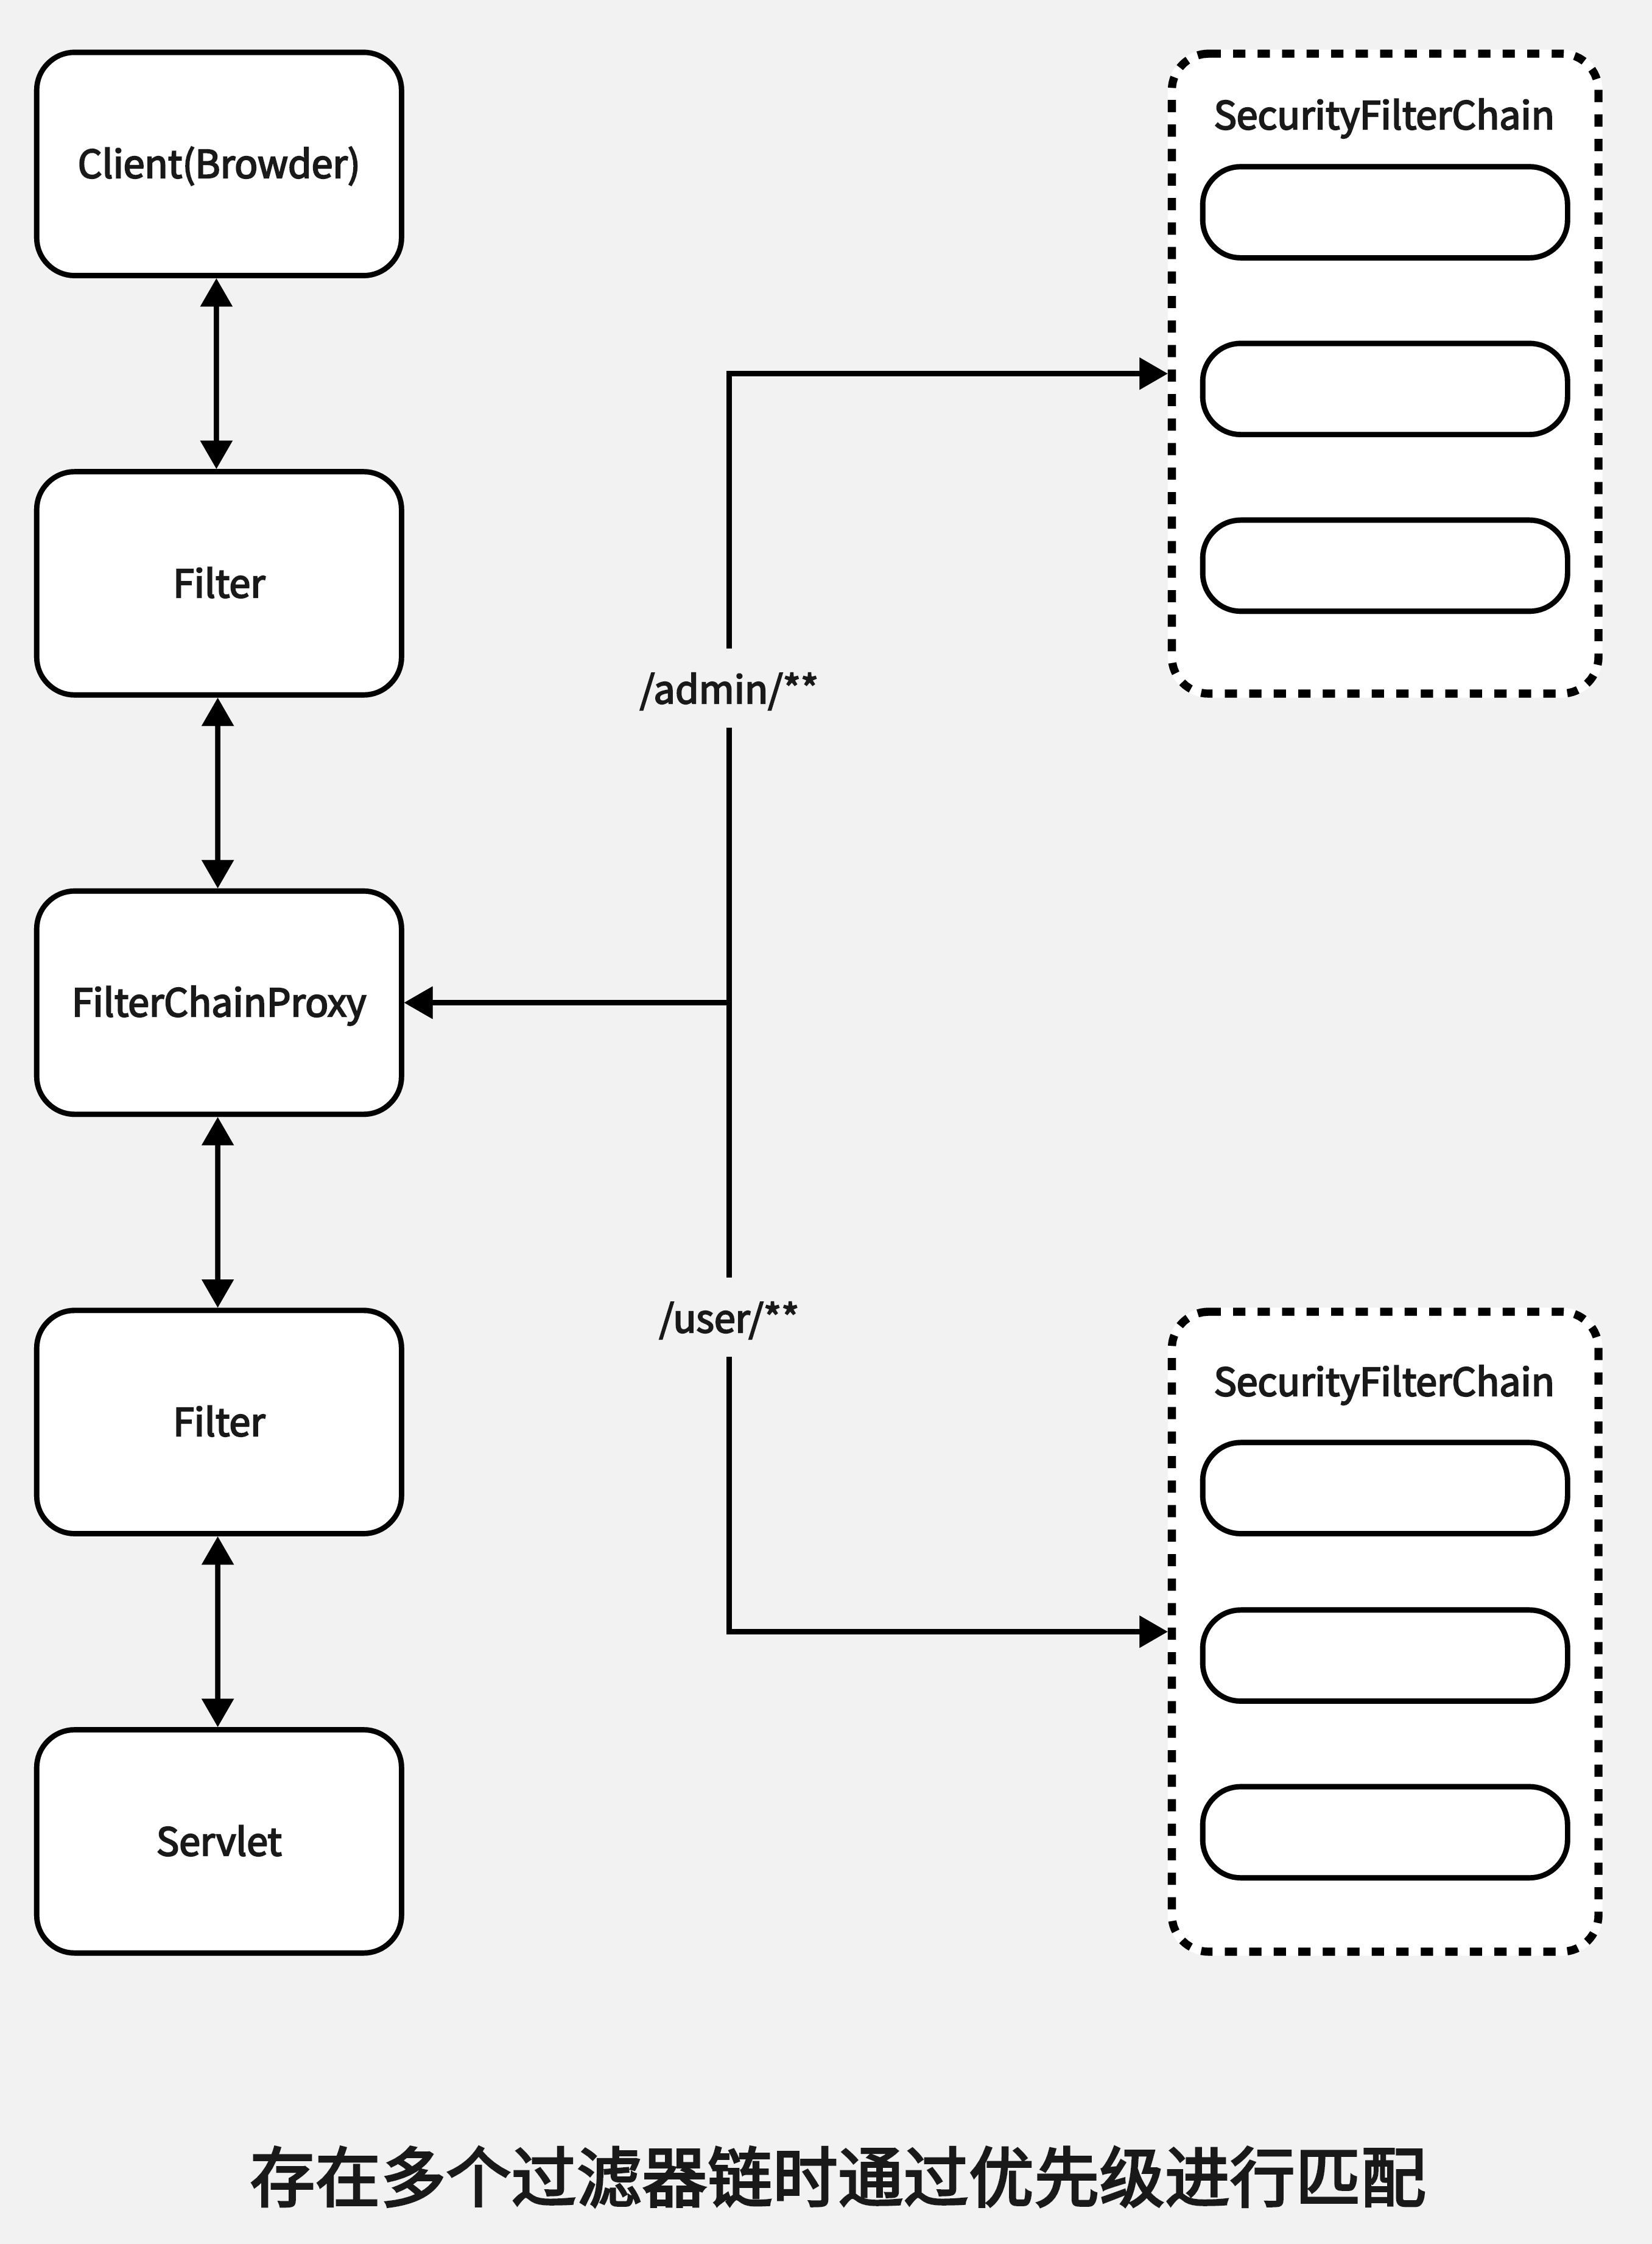 Client(Browder)
SecurityFilterChain
Filter
/admin/**
FilterChainProxy
/user/**
SecurityFilterChain
Filter
Servlet
存在多个过滤器链时通过优先级进行匹配